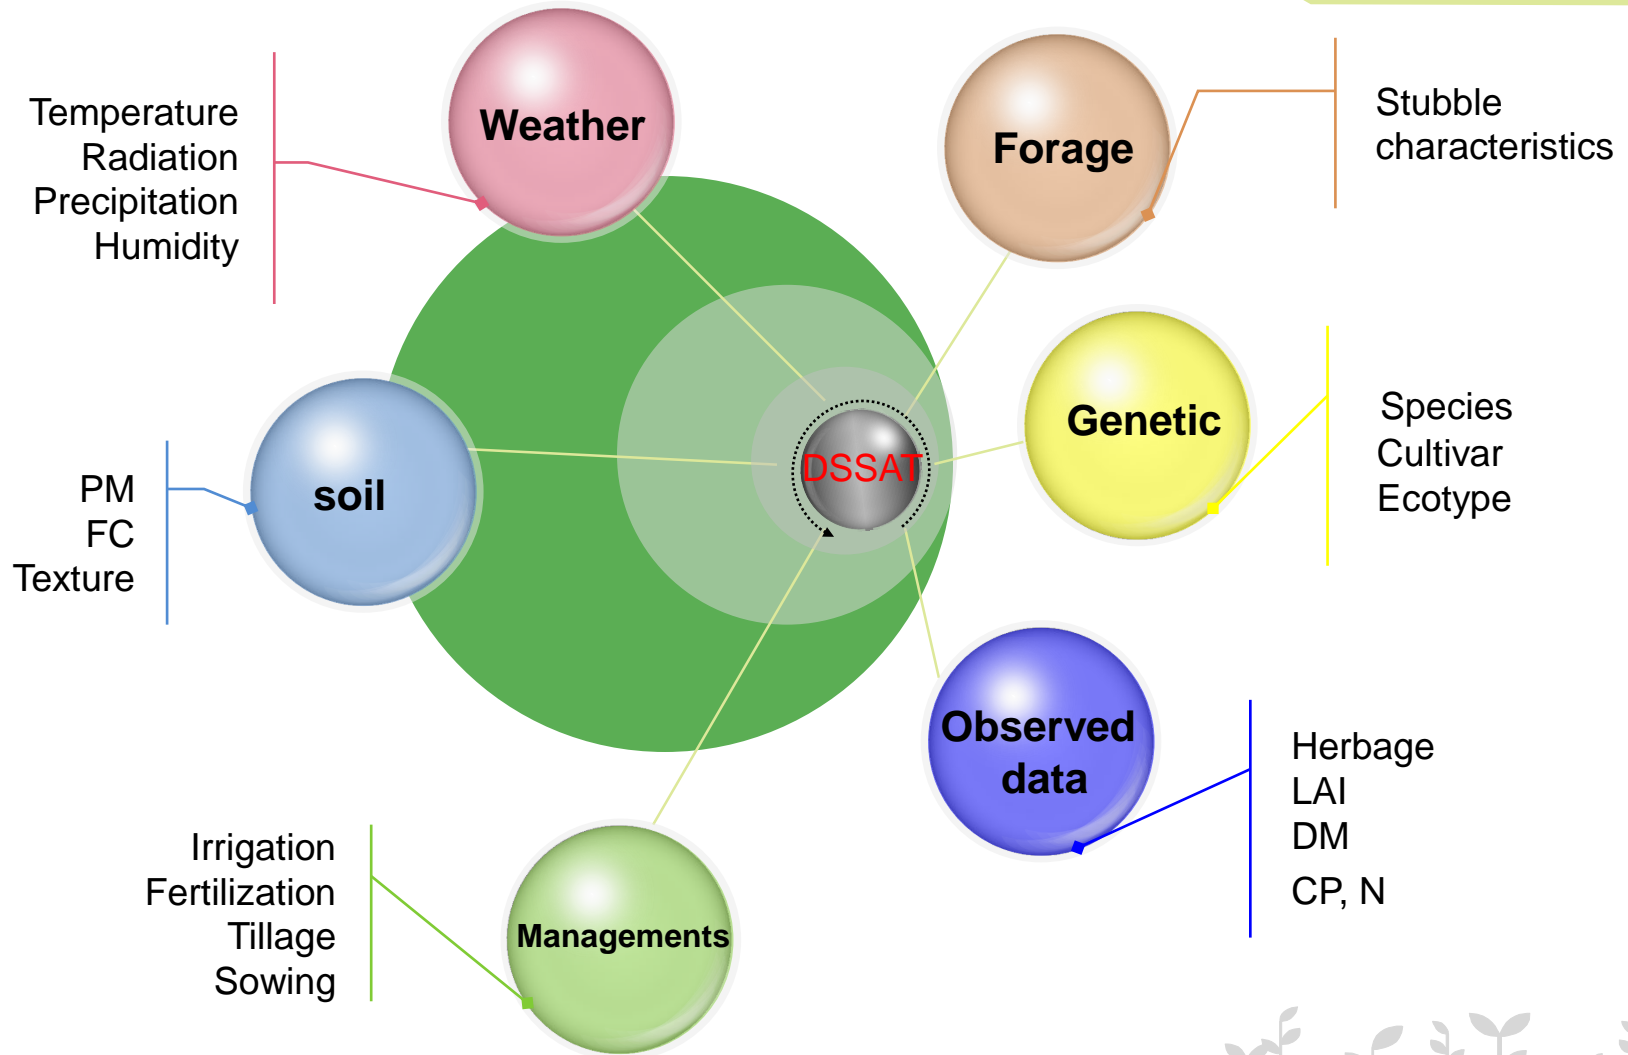 Weather
Temperature
Radiation
Precipitation
Humidity
Forage
Stubble
characteristics
Genetic
Species
Cultivar
Ecotype
DSSAT
soil
PM
FC
Texture
Observed
data
Herbage
LAI
DM
CP, N
Managements
Irrigation
Fertilization
Tillage
Sowing